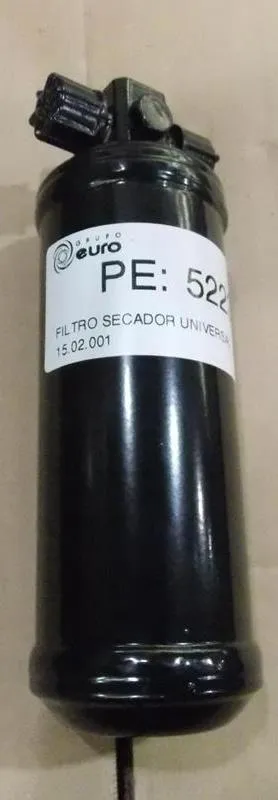 GRUPO
euro
PE: 522
FILTRO SECADOR UNIVERSA
15.02.001